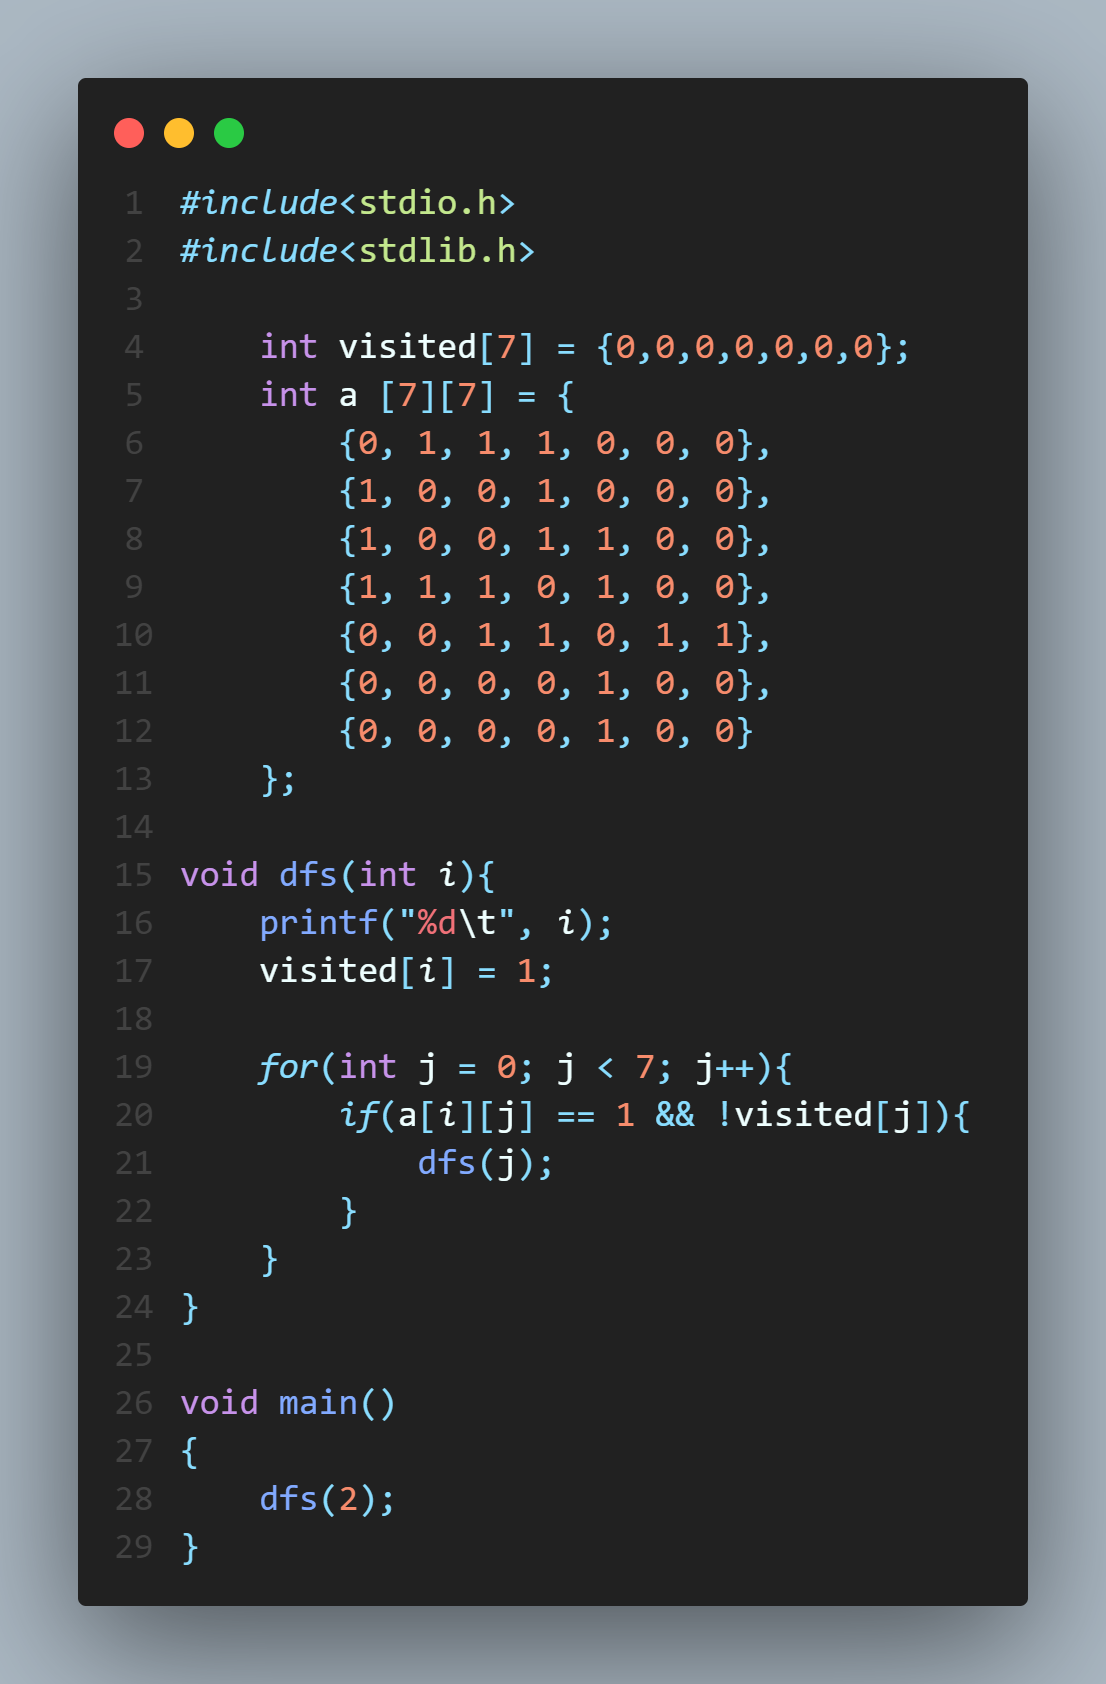 1 #include<stdio.h>
2 #include<stdlib.h>
3
4     int visited[7] = {0,0,0,0,0,0,0};
5     int a [7][7] = {
6         {0, 1, 1, 1, 0, 0, 0},
7         {1, 0, 0, 1, 0, 0, 0},
8         {1, 0, 0, 1, 1, 0, 0},
9         {1, 1, 1, 0, 1, 0, 0},
10         {0, 0, 1, 1, 0, 1, 1},
11         {0, 0, 0, 0, 1, 0, 0},
12         {0, 0, 0, 0, 1, 0, 0}
13     };
14
15 void dfs(int i){
16     printf("%d\t", i);
17     visited[i] = 1;
18
19     for(int j = 0; j < 7; j++){
20         if(a[i][j] == 1 && !visited[j]){
21             dfs(j);
22         }
23     }
24 }
25
26 void main()
27 {
28     dfs(2);
29 }